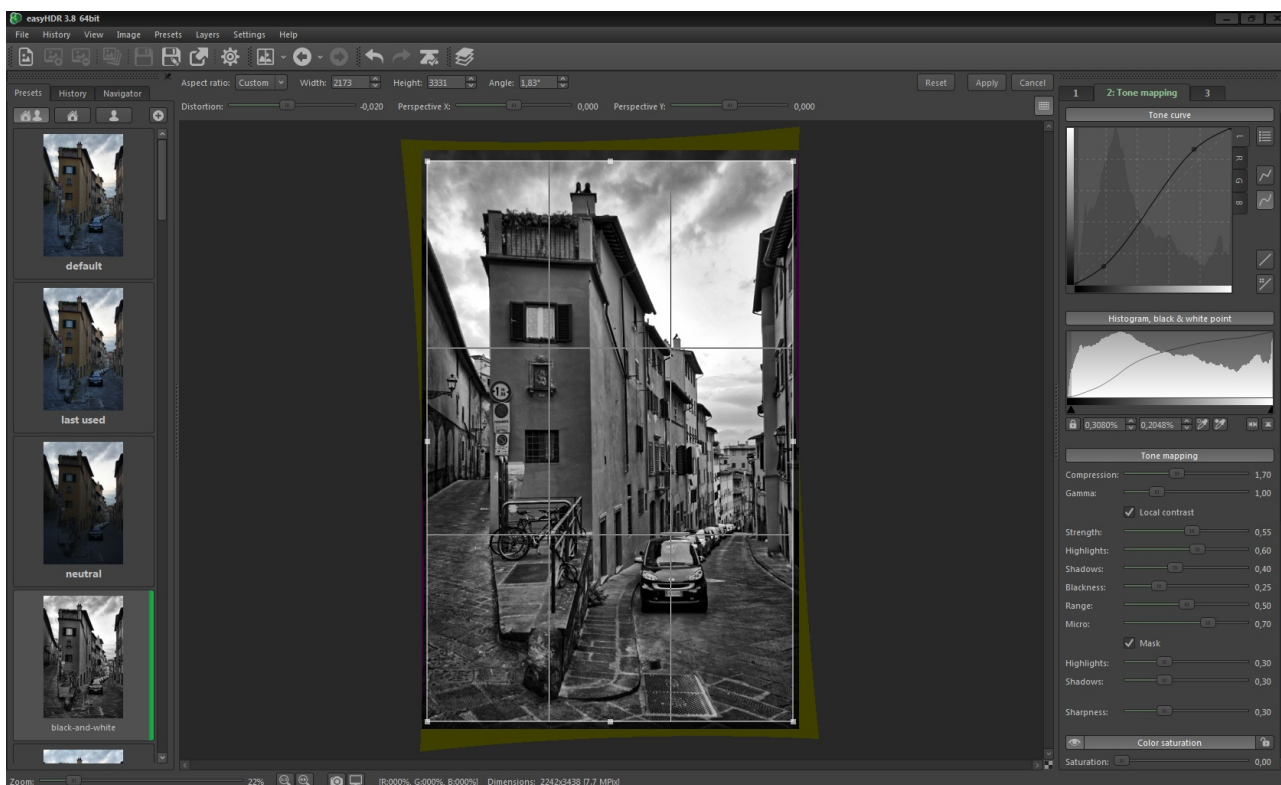 easyHDR 3.8 64bit
File History View Image Presets Layers Settings Help
Aspect ratio: Custom Width: 2173 Height: 3331 Angle: 1,83° Reset Apply Cancel
Distortion: -0,020 Perspective X: 0,000 Perspective Y: 0,000
Presets History Navigator
default
last used
neutral
black-and-white
1 2: Tone mapping 3
Tone curve
L
R
G
B
Histogram, black & white point
0,3080% 0,2048%
Tone mapping
Compression: 1,70
Gamma: 1,00
Local contrast
Strength: 0,55
Highlights: 0,60
Shadows: 0,40
Blackness: 0,25
Range: 0,50
Micro: 0,70
Mask
Highlights: 0,30
Shadows: 0,30
Sharpness: 0,30
Color saturation
Saturation: 0,00
Zoom: 22% [R:000%, G:000%, B:000%] Dimensions: 2242x3438 [7.7 MPix]